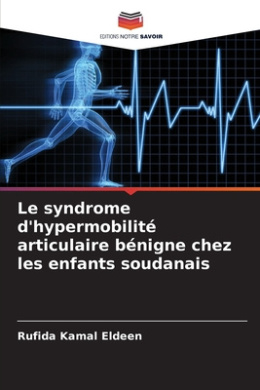 EDITIONS NOTRE SAVOIR
Le syndrome
d'hypermobilité
articulaire bénigne chez
les enfants soudanais
Rufida Kamal Eldeen